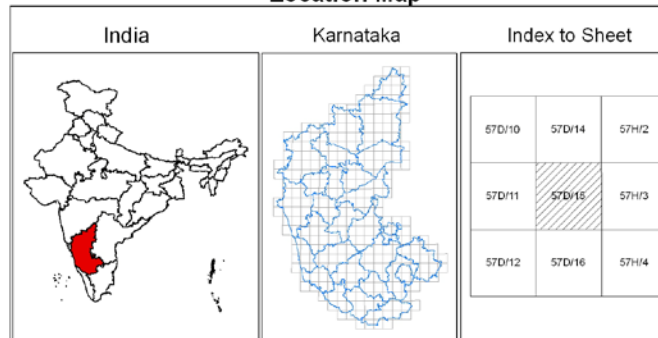 Location Map
India
Karnataka
Index to Sheet
57D/10 57D/14 57H/2
57D/11 57D/15 57H/3
57D/12 57D/16 57H/4